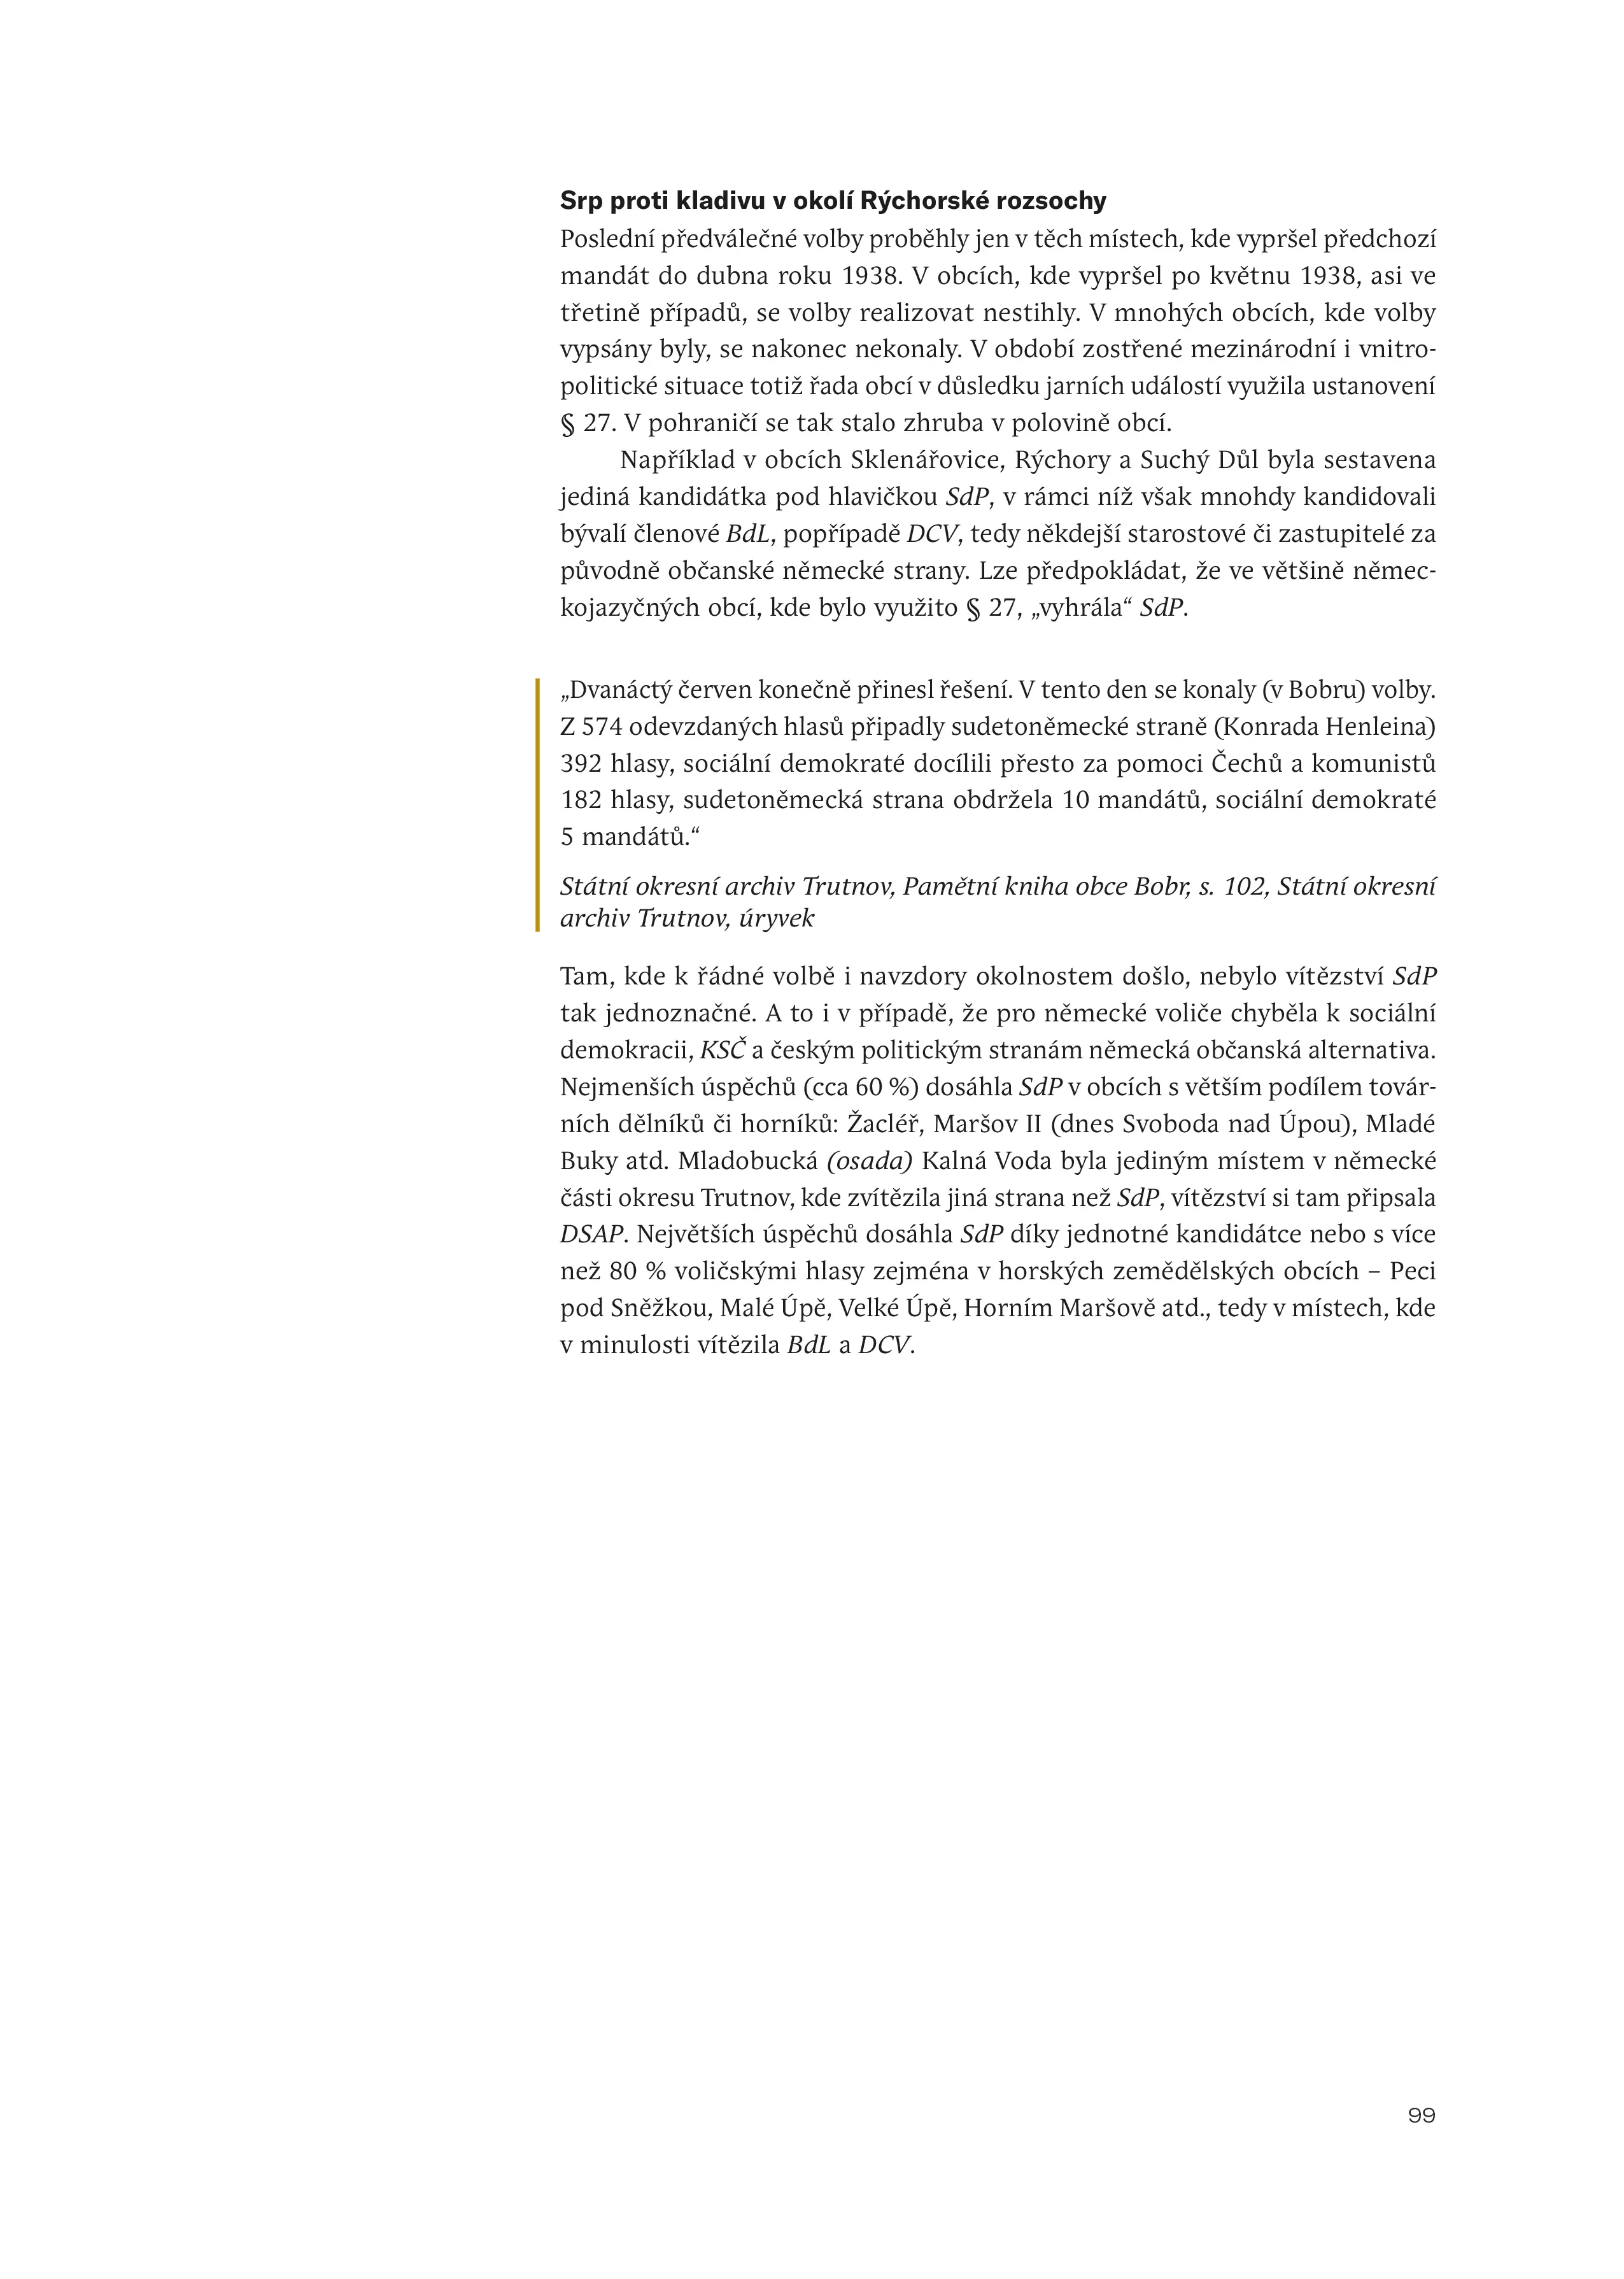 Srp proti kladivu v okolí Rýchorské rozsochy
Poslední předválečné volby proběhly jen v těch místech, kde vypršel předchozí
mandát do dubna roku 1938. V obcích, kde vypršel po květnu 1938, asi ve
třetině případů, se volby realizovat nestihly. V mnohých obcích, kde volby
vypsány byly, se nakonec nekonaly. V období zostřené mezinárodní i vnitro-
politické situace totiž řada obcí v důsledku jarních událostí využila ustanovení
§ 27. V pohraničí se tak stalo zhruba v polovině obcí.
Například v obcích Sklenářovice, Rýchory a Suchý Důl byla sestavena
jediná kandidátka pod hlavičkou SdP, v rámci níž však mnohdy kandidovali
bývalí členové BdL, popřípadě DCV, tedy někdejší starostové či zastupitelé za
původně občanské německé strany. Lze předpokládat, že ve většině němec-
kojazyčných obcí, kde bylo využito § 27, „vyhrála“ SdP.
„Dvanáctý červen konečně přinesl řešení. V tento den se konaly (v Bobru) volby.
Z 574 odevzdaných hlasů připadly sudetoněmecké straně (Konrada Henleina)
392 hlasy, sociální demokraté docílili přesto za pomoci Čechů a komunistů
182 hlasy, sudetoněmecká strana obdržela 10 mandátů, sociální demokraté
5 mandátů.“
Státní okresní archiv Trutnov, Pamětní kniha obce Bobr, s. 102, Státní okresní
archiv Trutnov, úryvek
Tam, kde k řádné volbě i navzdory okolnostem došlo, nebylo vítězství SdP
tak jednoznačné. A to i v případě, že pro německé voliče chyběla k sociální
demokracii, KSČ a českým politickým stranám německá občanská alternativa.
Nejmenších úspěchů (cca 60 %) dosáhla SdP v obcích s větším podílem továr-
ních dělníků či horníků: Žacléř, Maršov II (dnes Svoboda nad Úpou), Mladé
Buky atd. Mladobucká (osada) Kalná Voda byla jediným místem v německé
části okresu Trutnov, kde zvítězila jiná strana než SdP, vítězství si tam připsala
DSAP. Největších úspěchů dosáhla SdP díky jednotné kandidátce nebo s více
než 80 % voličskými hlasy zejména v horských zemědělských obcích – Peci
pod Sněžkou, Malé Úpě, Velké Úpě, Horním Maršově atd., tedy v místech, kde
v minulosti vítězila BdL a DCV.
99